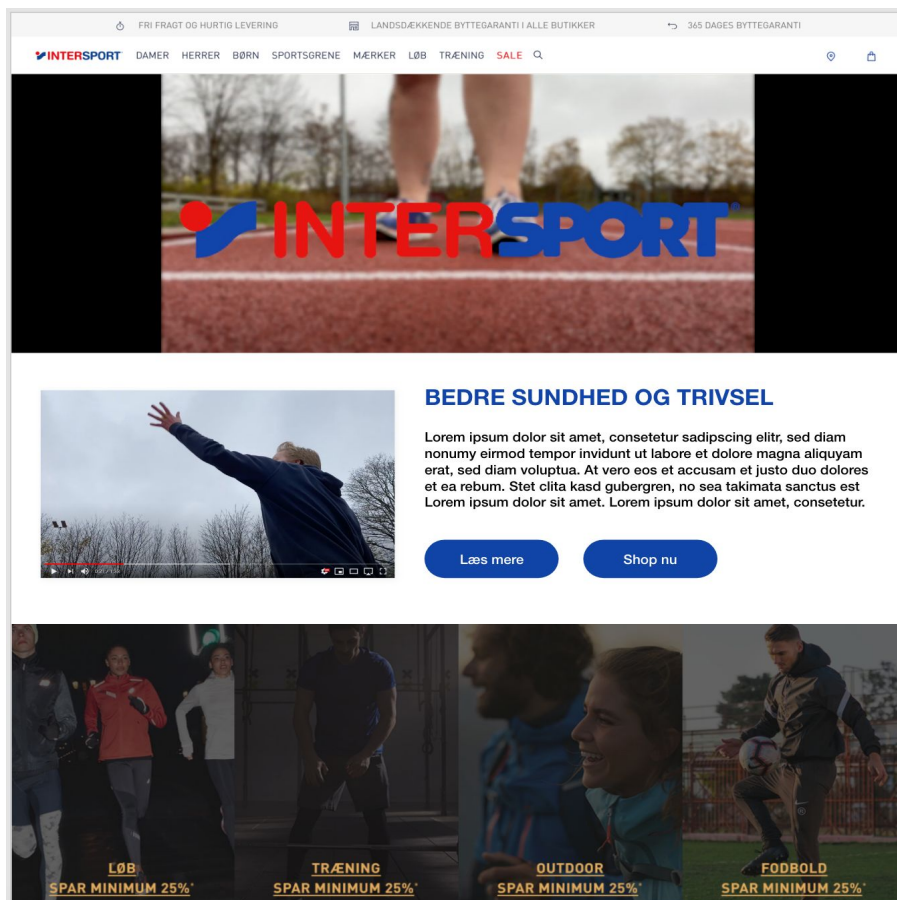 FRI FRAGT OG HURTIG LEVERING LANDSDÆKKENDE BYTTEGARANTI I ALLE BUTIKKER 365 DAGES BYTTEGARANTI
INTERSPORT DAMER HERRER BØRN SPORTSGRENE MÆRKER LØB TRÆNING SALE
INTERSPORT
BEDRE SUNDHED OG TRIVSEL
Lorem ipsum dolor sit amet, consetetur sadipscing elitr, sed diam
nonumy eirmod tempor invidunt ut labore et dolore magna aliquyam
erat, sed diam voluptua. At vero eos et accusam et justo duo dolores
et ea rebum. Stet clita kasd gubergren, no sea takimata sanctus est
Lorem ipsum dolor sit amet. Lorem ipsum dolor sit amet, consetetur.
Læs mere Shop nu
LØB
SPAR MINIMUM 25%*
TRÆNING
SPAR MINIMUM 25%*
OUTDOOR
SPAR MINIMUM 25%*
FODBOLD
SPAR MINIMUM 25%*